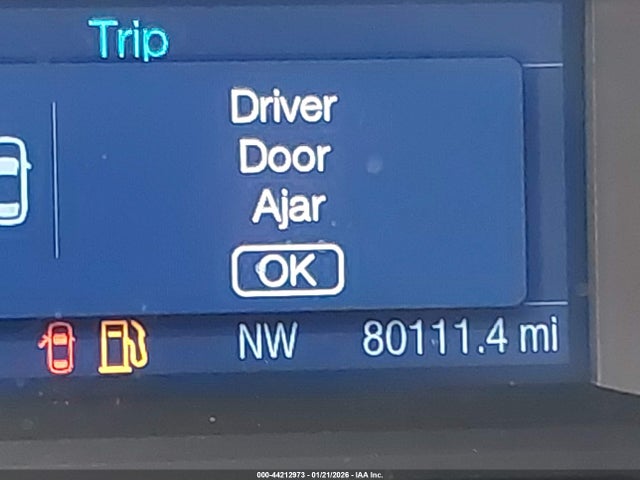 Trip
Driver
Door
Ajar
OK
NW 80111.4 mi
000-44212973 - 01/21/2026 - IAA Inc.